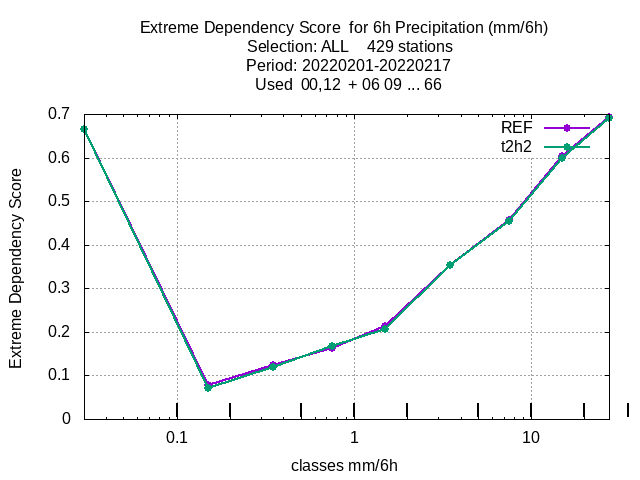 Extreme Dependency Score  for 6h Precipitation (mm/6h)
Selection: ALL    429 stations
Period: 20220201-20220217
Used  00,12  + 06 09 ... 66
REF
t2h2
Extreme Dependency Score
0.7
0.6
0.5
0.4
0.3
0.2
0.1
0
0.1
1
10
classes mm/6h